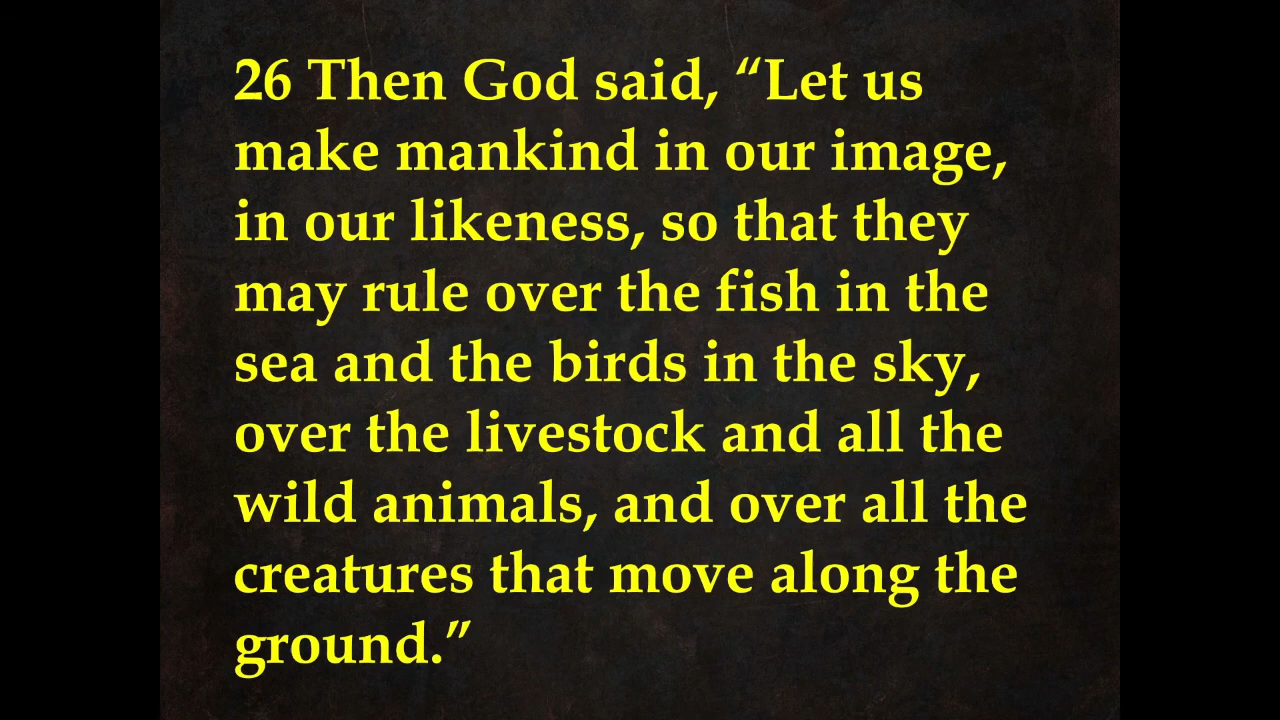 26 Then God said, “Let us
make mankind in our image,
in our likeness, so that they
may rule over the fish in the
sea and the birds in the sky,
over the livestock and all the
wild animals, and over all the
creatures that move along the
ground.”